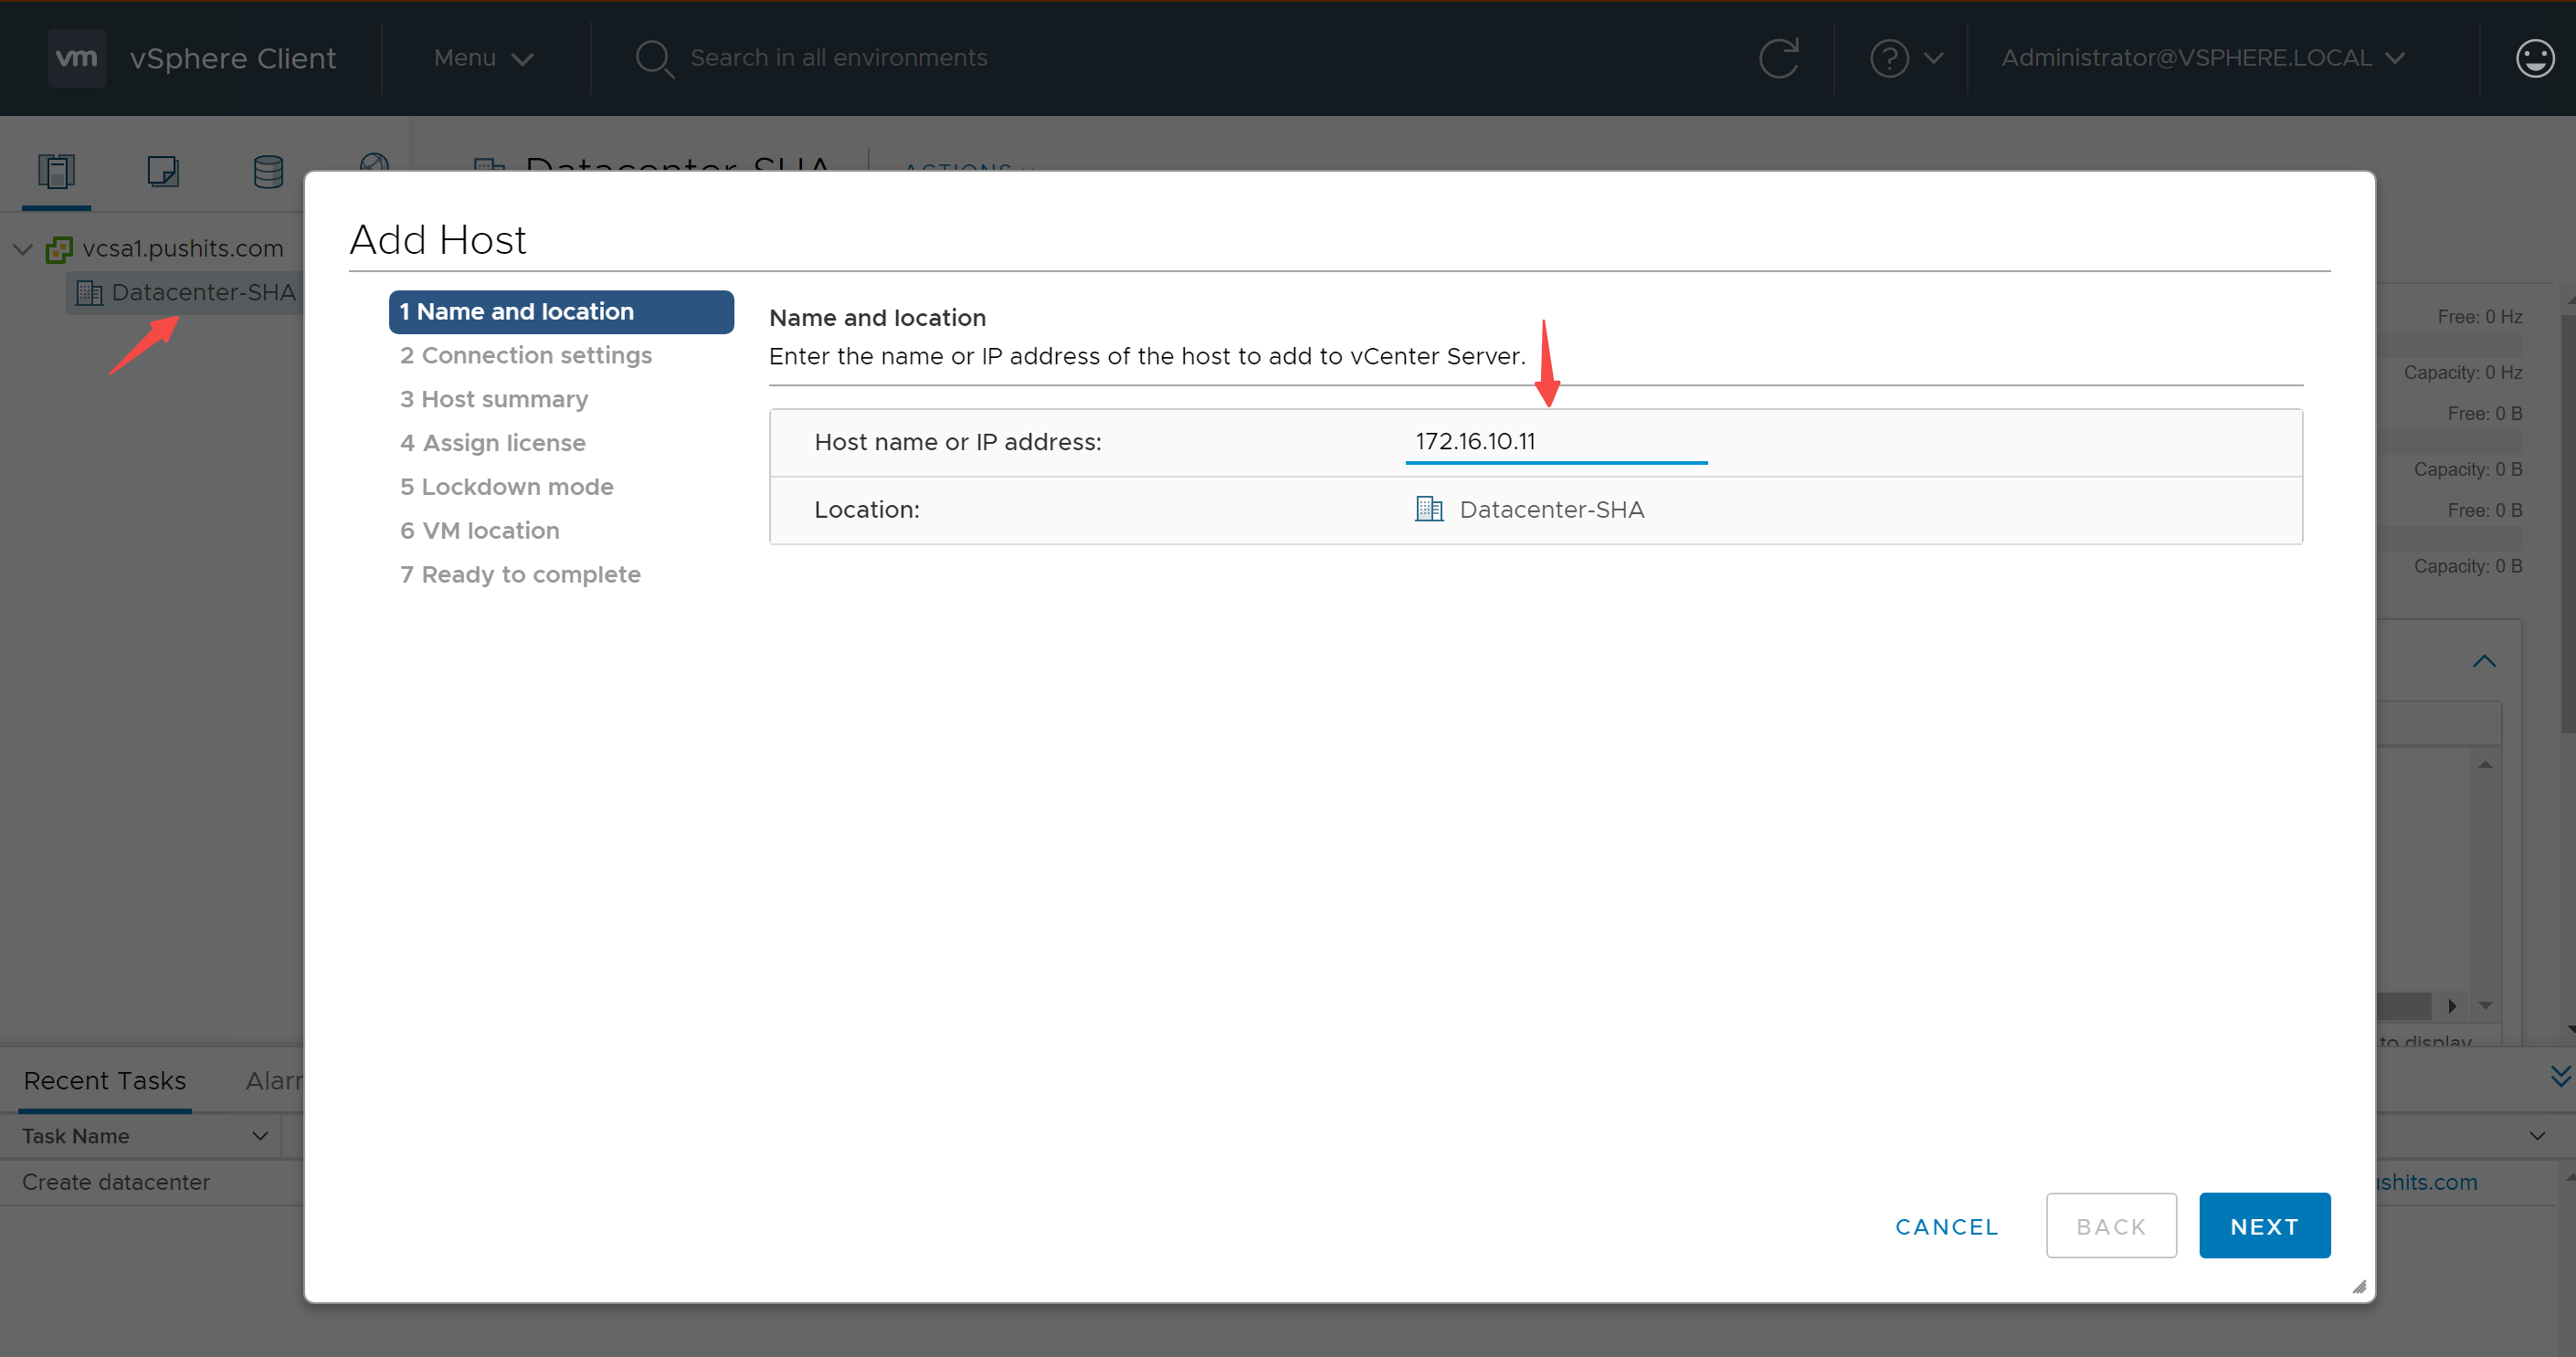 vm vSphere Client Menu Search in all environments Administrator@VSPHERE.LOCAL
Datacenter-SHA ACTIONS
vcsa1.pushits.com
Datacenter-SHA
Add Host
1 Name and location
2 Connection settings
3 Host summary
4 Assign license
5 Lockdown mode
6 VM location
7 Ready to complete
Name and location
Enter the name or IP address of the host to add to vCenter Server.
Host name or IP address: 172.16.10.11
Location: Datacenter-SHA
CANCEL BACK NEXT
Free: 0 Hz
Capacity: 0 Hz
Free: 0 B
Capacity: 0 B
Free: 0 B
Capacity: 0 B
to display
Recent Tasks Alarr
Task Name
Create datacenter
shits.com